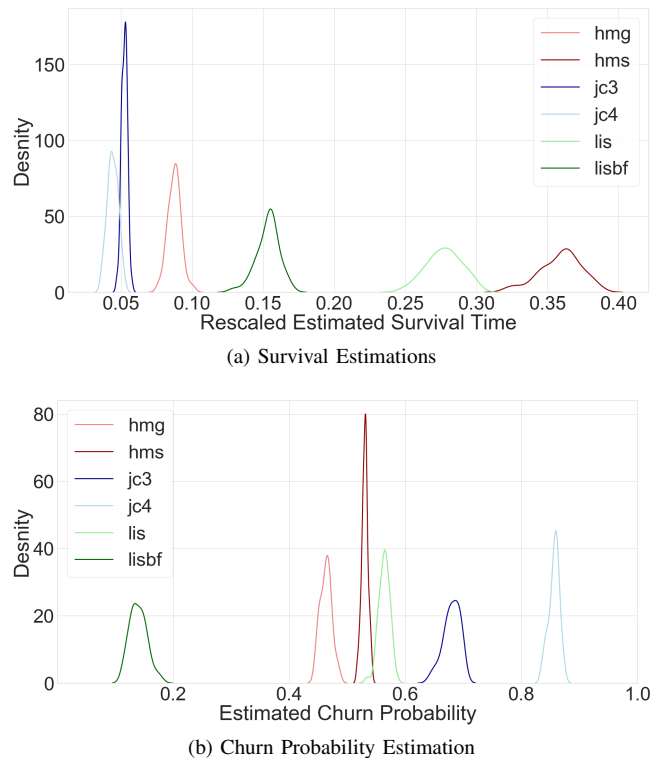 150
100
50
0
Desnity
hmg
hms
jc3
jc4
lis
lisbf
0.05 0.10 0.15 0.20 0.25 0.30 0.35 0.40
Rescaled Estimated Survival Time
(a) Survival Estimations
80
60
40
20
0
Desnity
hmg
hms
jc3
jc4
lis
lisbf
0.2 0.4 0.6 0.8 1.0
Estimated Churn Probability
(b) Churn Probability Estimation